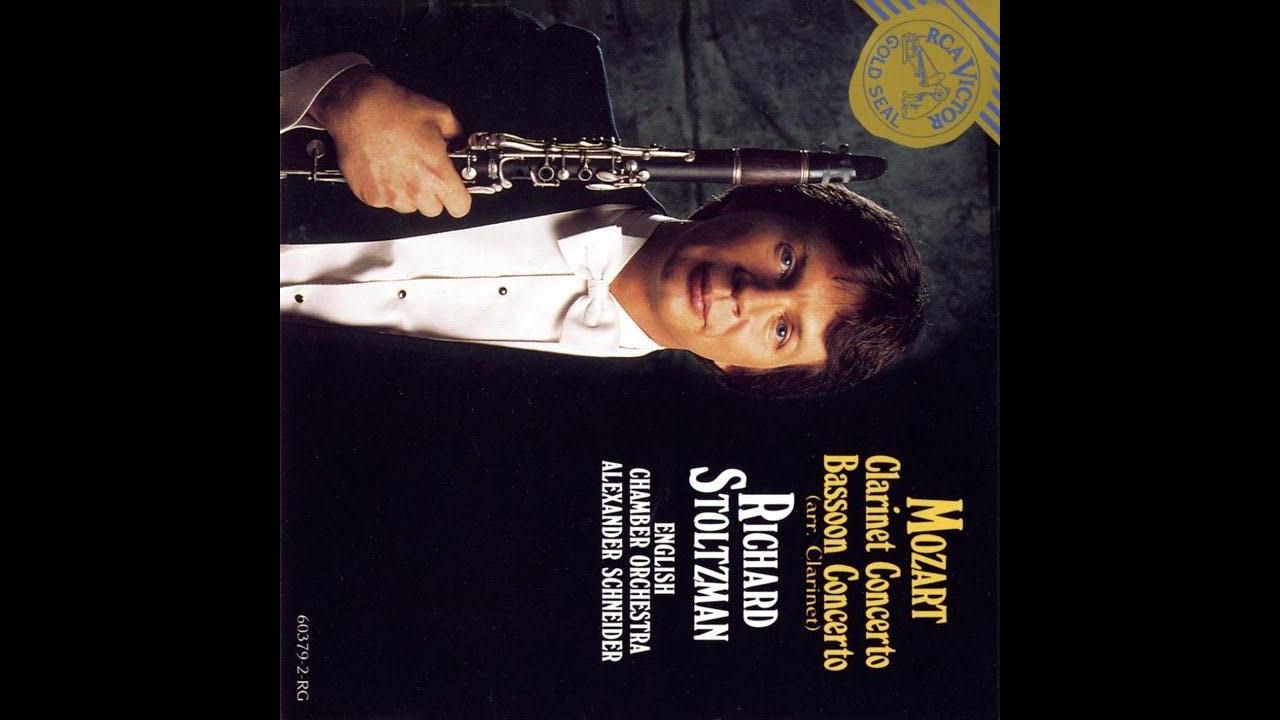 RCA VICTOR
GOLD SEAL
MOZART
Clarinet Concerto
Bassoon Concerto
(arr. Clarinet)
RICHARD
STOLTZMAN
ENGLISH
CHAMBER ORCHESTRA
ALEXANDER SCHNEIDER
60379-2-RG